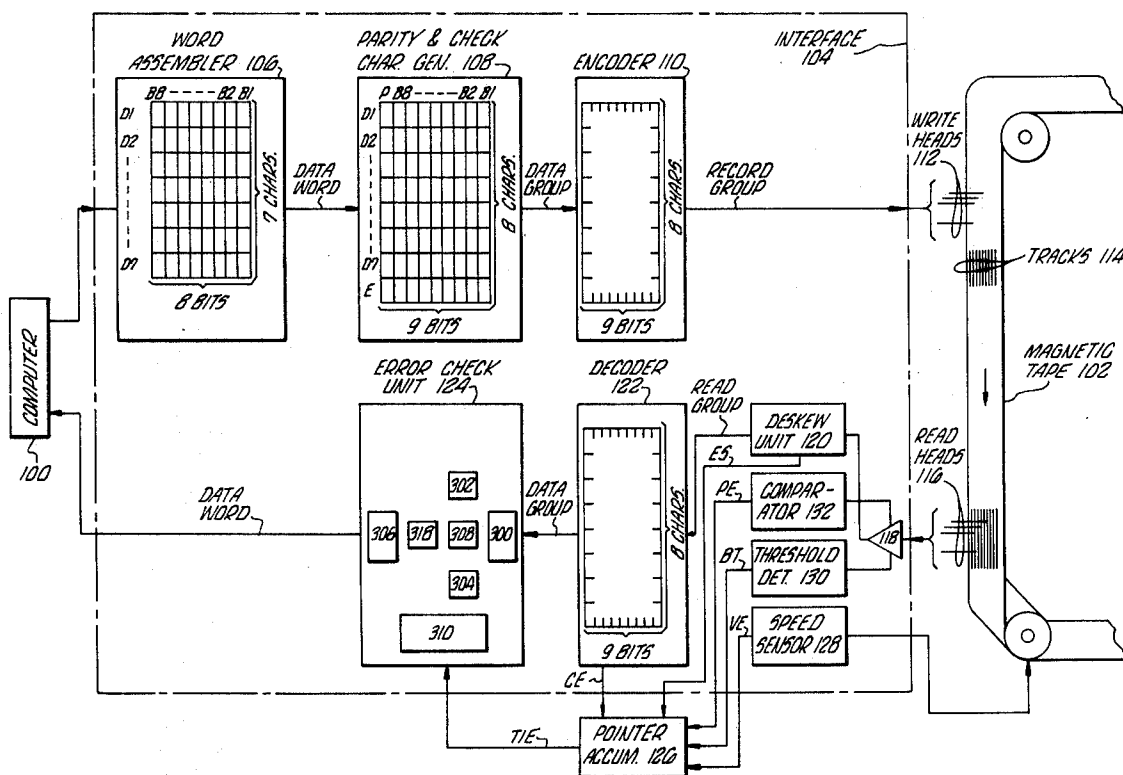 WORD
ASSEMBLER 106
PARITY & CHECK
CHAR. GEN. 108
ENCODER 110
INTERFACE
104
B8 B2 B1
P B8 B2 B1
D1
D2
D7
7 CHARS.
8 BITS
DATA
WORD
D1
D2
D7
E
8 CHARS.
9 BITS
DATA
GROUP
8 CHARS.
9 BITS
RECORD
GROUP
WRITE
HEADS
112
TRACKS 114
MAGNETIC
TAPE 102
COMPUTER
100
ERROR CHECK
UNIT 124
DECODER
122
READ
GROUP
DESKEW
UNIT 120
ES
READ
HEADS
116
302
306
318
308
300
304
310
DATA
WORD
DATA
GROUP
8 CHARS.
9 BITS
PE
COMPAR-
ATOR 132
118
BT
THRESHOLD
DET. 130
VE
SPEED
SENSOR 128
CE
TIE
POINTER
ACCUM. 126